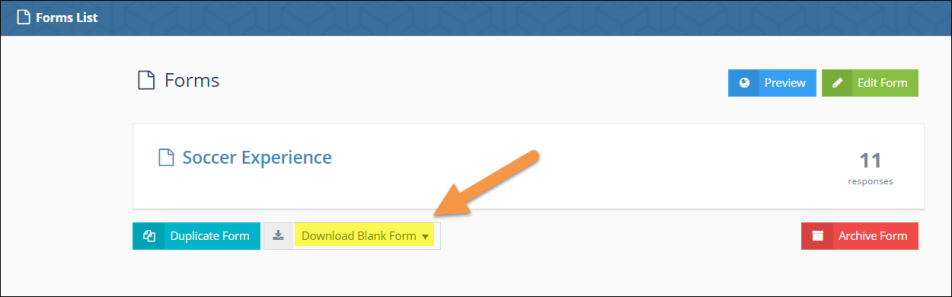 Forms List
Forms
Preview
Edit Form
Soccer Experience
11
responses
Duplicate Form
Download Blank Form
Archive Form